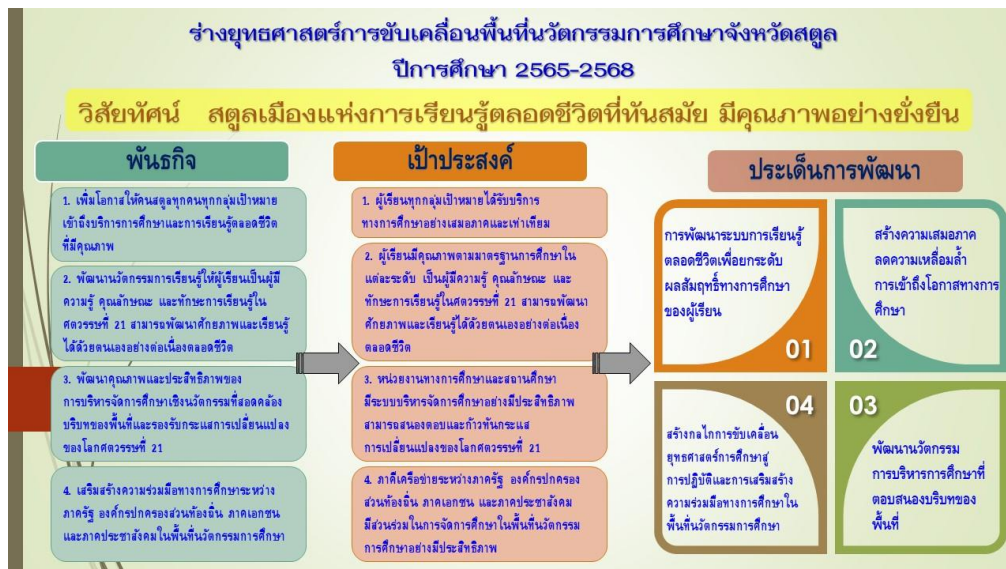 ร่างยุทธศาสตร์การขับเคลื่อนพื้นที่นวัตกรรมการศึกษาจังหวัดสตูล
ปีการศึกษา 2565-2568
วิสัยทัศน์ สตูลเมืองแห่งการเรียนรู้ตลอดชีวิตที่ทันสมัย มีคุณภาพอย่างยั่งยืน
พันธกิจ
1. เพิ่มโอกาสให้คนสตูลทุกคนทุกกลุ่มเป้าหมาย
เข้าถึงบริการการศึกษาและการเรียนรู้ตลอดชีวิต
ที่มีคุณภาพ
2. พัฒนานวัตกรรมการเรียนรู้ให้ผู้เรียนเป็นผู้มี
ความรู้ คุณลักษณะ และทักษะการเรียนรู้ใน
ศตวรรษที่ 21 สามารถพัฒนาศักยภาพและเรียนรู้
ได้ด้วยตนเองอย่างต่อเนื่องตลอดชีวิต
3. พัฒนาคุณภาพและประสิทธิภาพของ
การบริหารจัดการศึกษาเชิงนวัตกรรมที่สอดคล้อง
บริบทของพื้นที่และรองรับกระแสการเปลี่ยนแปลง
ของโลกศตวรรษที่ 21
4. เสริมสร้างความร่วมมือทางการศึกษาระหว่าง
ภาครัฐ องค์กรปกครองส่วนท้องถิ่น ภาคเอกชน
และภาคประชาสังคมในพื้นที่นวัตกรรมการศึกษา
เป้าประสงค์
1. ผู้เรียนทุกกลุ่มเป้าหมายได้รับบริการ
ทางการศึกษาอย่างเสมอภาคและเท่าเทียม
2. ผู้เรียนมีคุณภาพตามมาตรฐานการศึกษาใน
แต่ละระดับ เป็นผู้มีความรู้ คุณลักษณะ และ
ทักษะการเรียนรู้ในศตวรรษที่ 21 สามารถพัฒนา
ศักยภาพและเรียนรู้ได้ด้วยตนเองอย่างต่อเนื่อง
ตลอดชีวิต
3. หน่วยงานทางการศึกษาและสถานศึกษา
มีระบบบริหารจัดการศึกษาอย่างมีประสิทธิภาพ
สามารถสนองตอบและก้าวทันกระแส
การเปลี่ยนแปลงของโลกศตวรรษที่ 21
4. ภาคีเครือข่ายระหว่างภาครัฐ องค์กรปกครอง
ส่วนท้องถิ่น ภาคเอกชน และภาคประชาสังคม
มีส่วนร่วมในการจัดการศึกษาในพื้นที่นวัตกรรม
การศึกษาอย่างมีประสิทธิภาพ
ประเด็นการพัฒนา
การพัฒนาระบบการเรียนรู้
ตลอดชีวิตเพื่อยกระดับ
ผลสัมฤทธิ์ทางการศึกษา
ของผู้เรียน
01
สร้างความเสมอภาค
ลดความเหลื่อมล้ำ
การเข้าถึงโอกาสทางการ
ศึกษา
02
03
พัฒนานวัตกรรม
การบริหารการศึกษาที่
ตอบสนองบริบทของ
พื้นที่
04
สร้างกลไกการขับเคลื่อน
ยุทธศาสตร์การศึกษาสู่
การปฏิบัติและการเสริมสร้าง
ความร่วมมือทางการศึกษาใน
พื้นที่นวัตกรรมการศึกษา